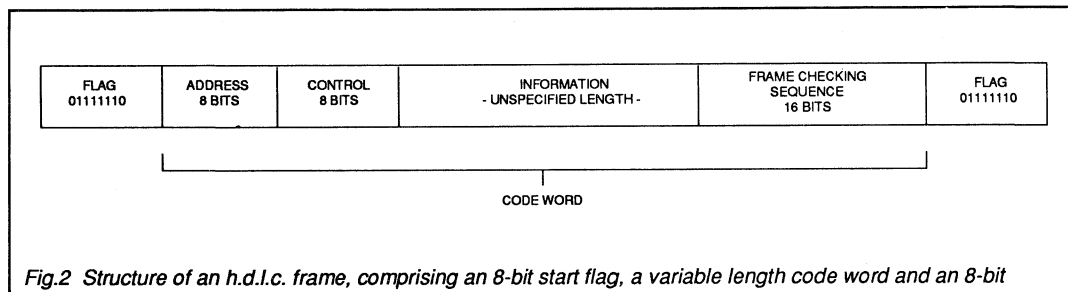 FLAG
01111110
ADDRESS
8 BITS
CONTROL
8 BITS
INFORMATION
- UNSPECIFIED LENGTH -
FRAME CHECKING
SEQUENCE
16 BITS
FLAG
01111110
CODE WORD
Fig.2 Structure of an h.d.l.c. frame, comprising an 8-bit start flag, a variable length code word and an 8-bit